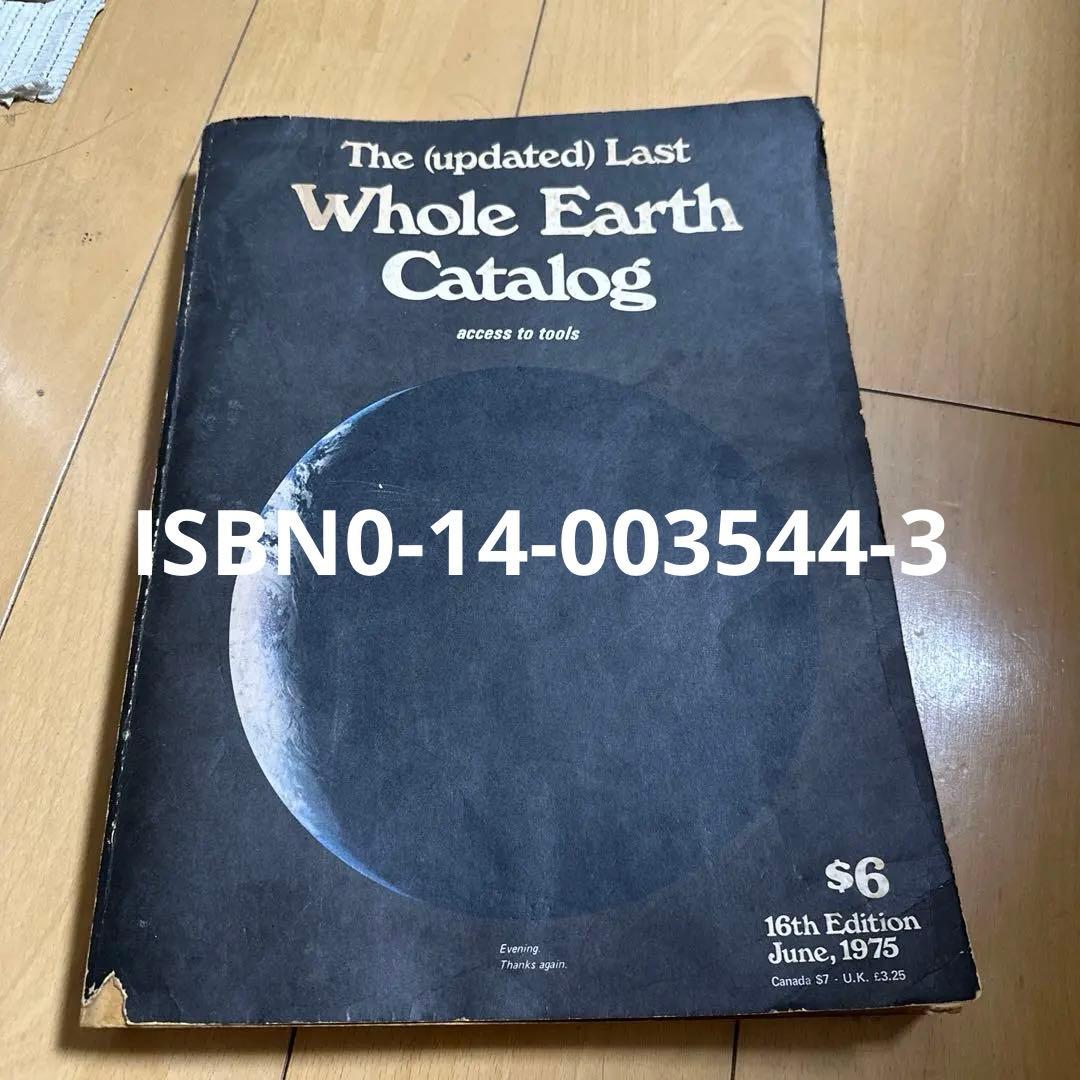 The (updated) Last
Whole Earth
Catalog
access to tools
ISBN0-14-003544-3
$6
16th Edition
June, 1975
Canada $7 · U.K. £3.25
Evening.
Thanks again.